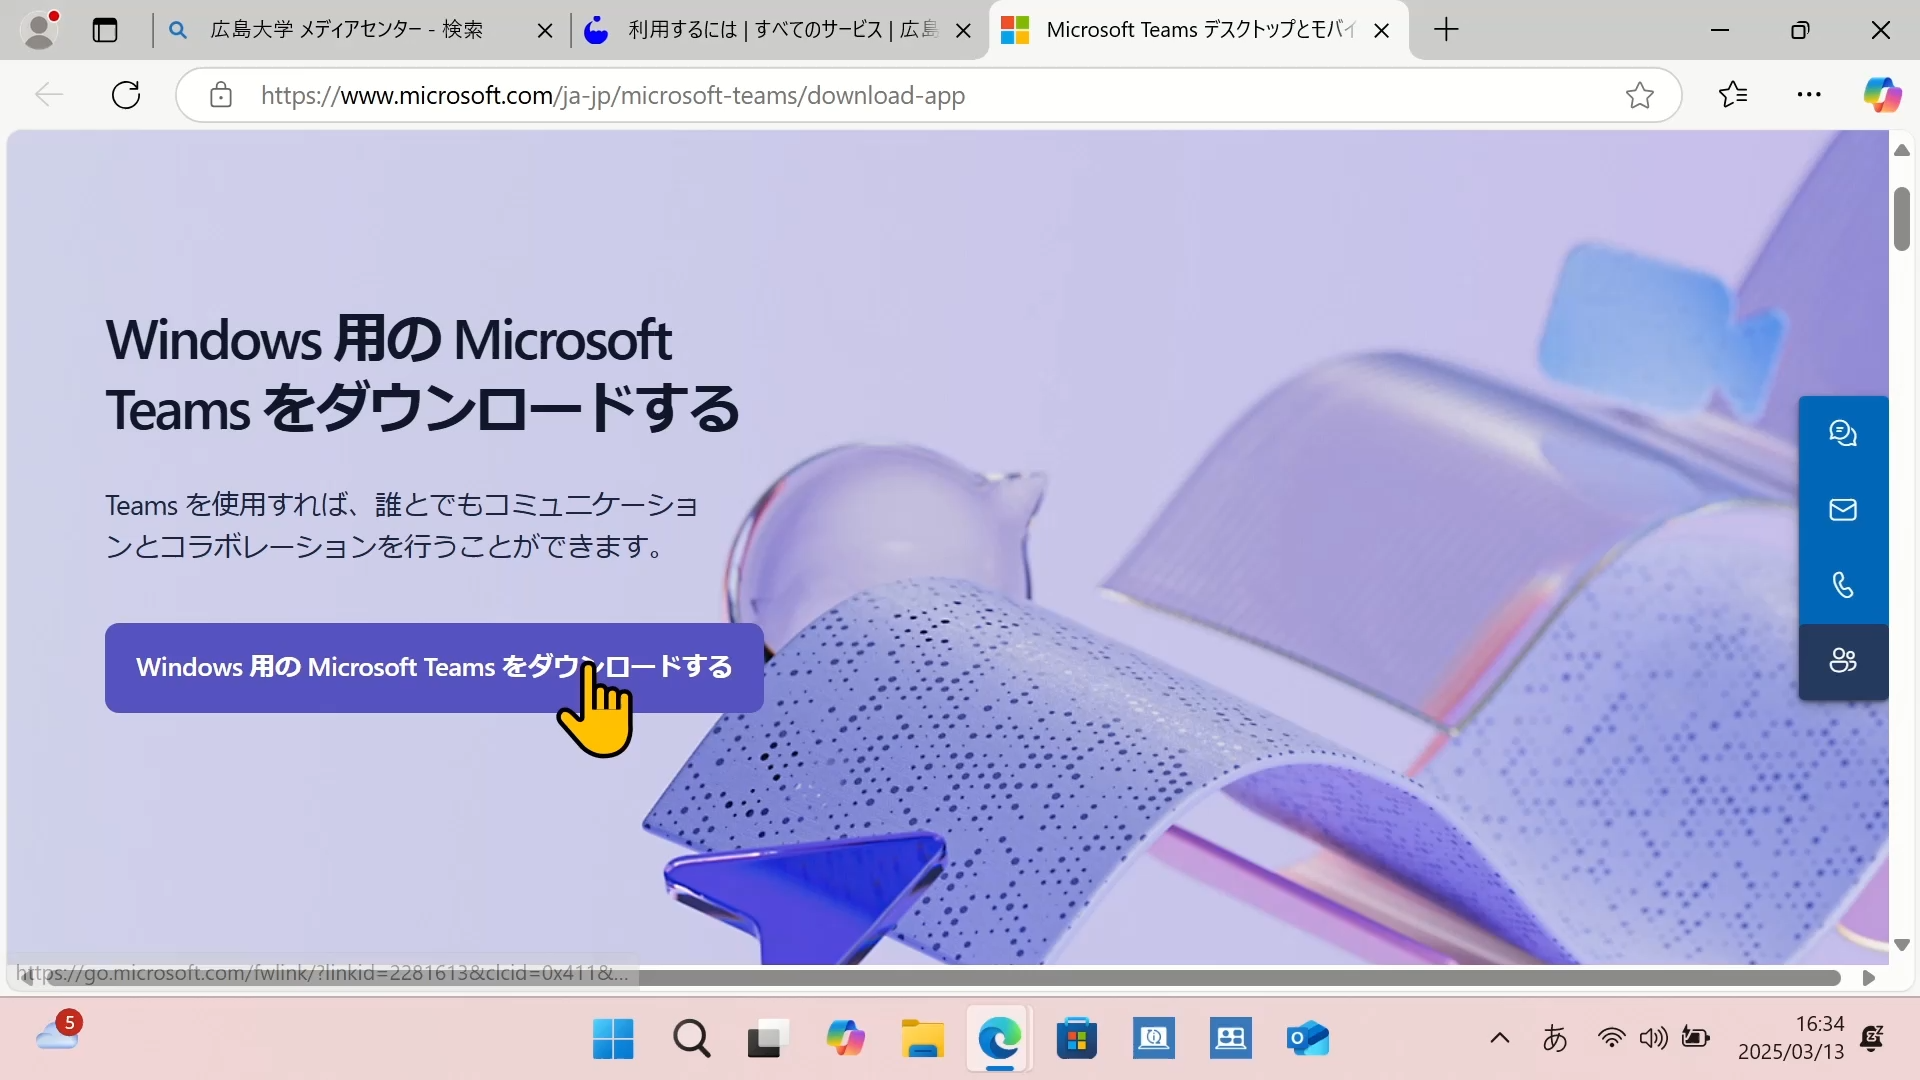 広島大学 メディアセンター - 検索
利用するには | すべてのサービス | 広島
Microsoft Teams デスクトップとモバイ
https://www.microsoft.com/ja-jp/microsoft-teams/download-app
Windows 用の Microsoft
Teams をダウンロードする
Teams を使用すれば、誰とでもコミュニケーショ
ンとコラボレーションを行うことができます。
Windows 用の Microsoft Teams をダウンロードする
https://go.microsoft.com/fwlink/?linkid=2281613&clcid=0x411&...
5
あ
16:34
2025/03/13